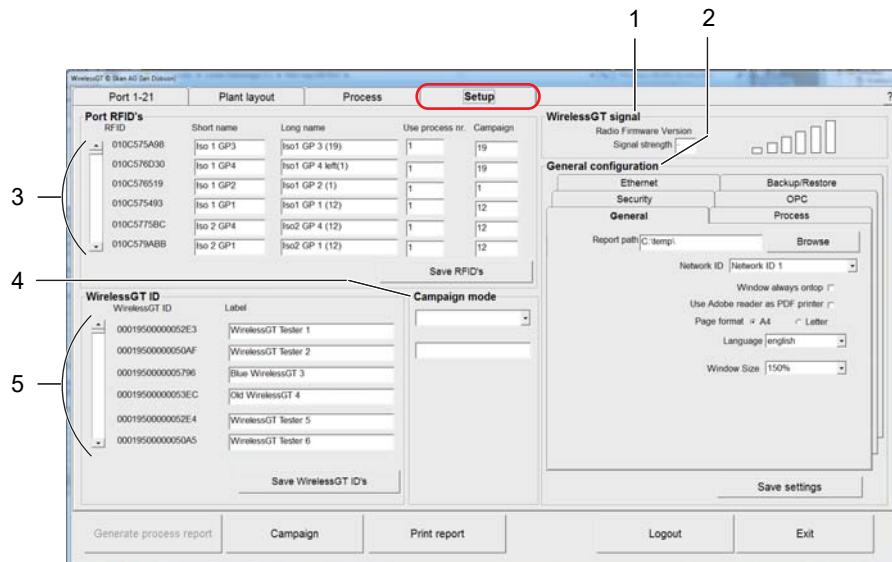 1 2
WirelessGT © Skan AG (Ian Dobson)
Port 1-21 Plant layout Process Setup ?
Port RFID's
RFID Short name Long name Use process nr. Campaign
010C575A98 Iso 1 GP3 Iso1 GP 3 (19) 1 19
010C576D30 Iso 1 GP4 Iso1 GP 4 left(1) 1 19
010C576519 Iso 1 GP2 Iso1 GP 2 (1) 1 1
010C575493 Iso 1 GP1 Iso1 GP 1 (12) 1 12
010C5775BC Iso 2 GP4 Iso2 GP 4 (12) 1 12
010C579ABB Iso 2 GP1 Iso2 GP 1 (12) 1 12
Save RFID's
3
4
5
WirelessGT ID
WirelessGT ID Label
00019500000052E3 WirelessGT Tester 1
00019500000050AF WirelessGT Tester 2
0001950000005796 Blue WirelessGT 3
00019500000053EC Old WirelessGT 4
00019500000052E4 WirelessGT Tester 5
00019500000050A5 WirelessGT Tester 6
Save WirelessGT ID's
Campaign mode
WirelessGT signal
Radio Firmware Version
Signal strength -
General configuration
Ethernet Backup/Restore
Security OPC
General Process
Report path C:\temp\ Browse
Network ID Network ID 1
Window always ontop
Use Adobe reader as PDF printer
Page format A4 Letter
Language english
Window Size 150%
Save settings
Generate process report Campaign Print report Logout Exit